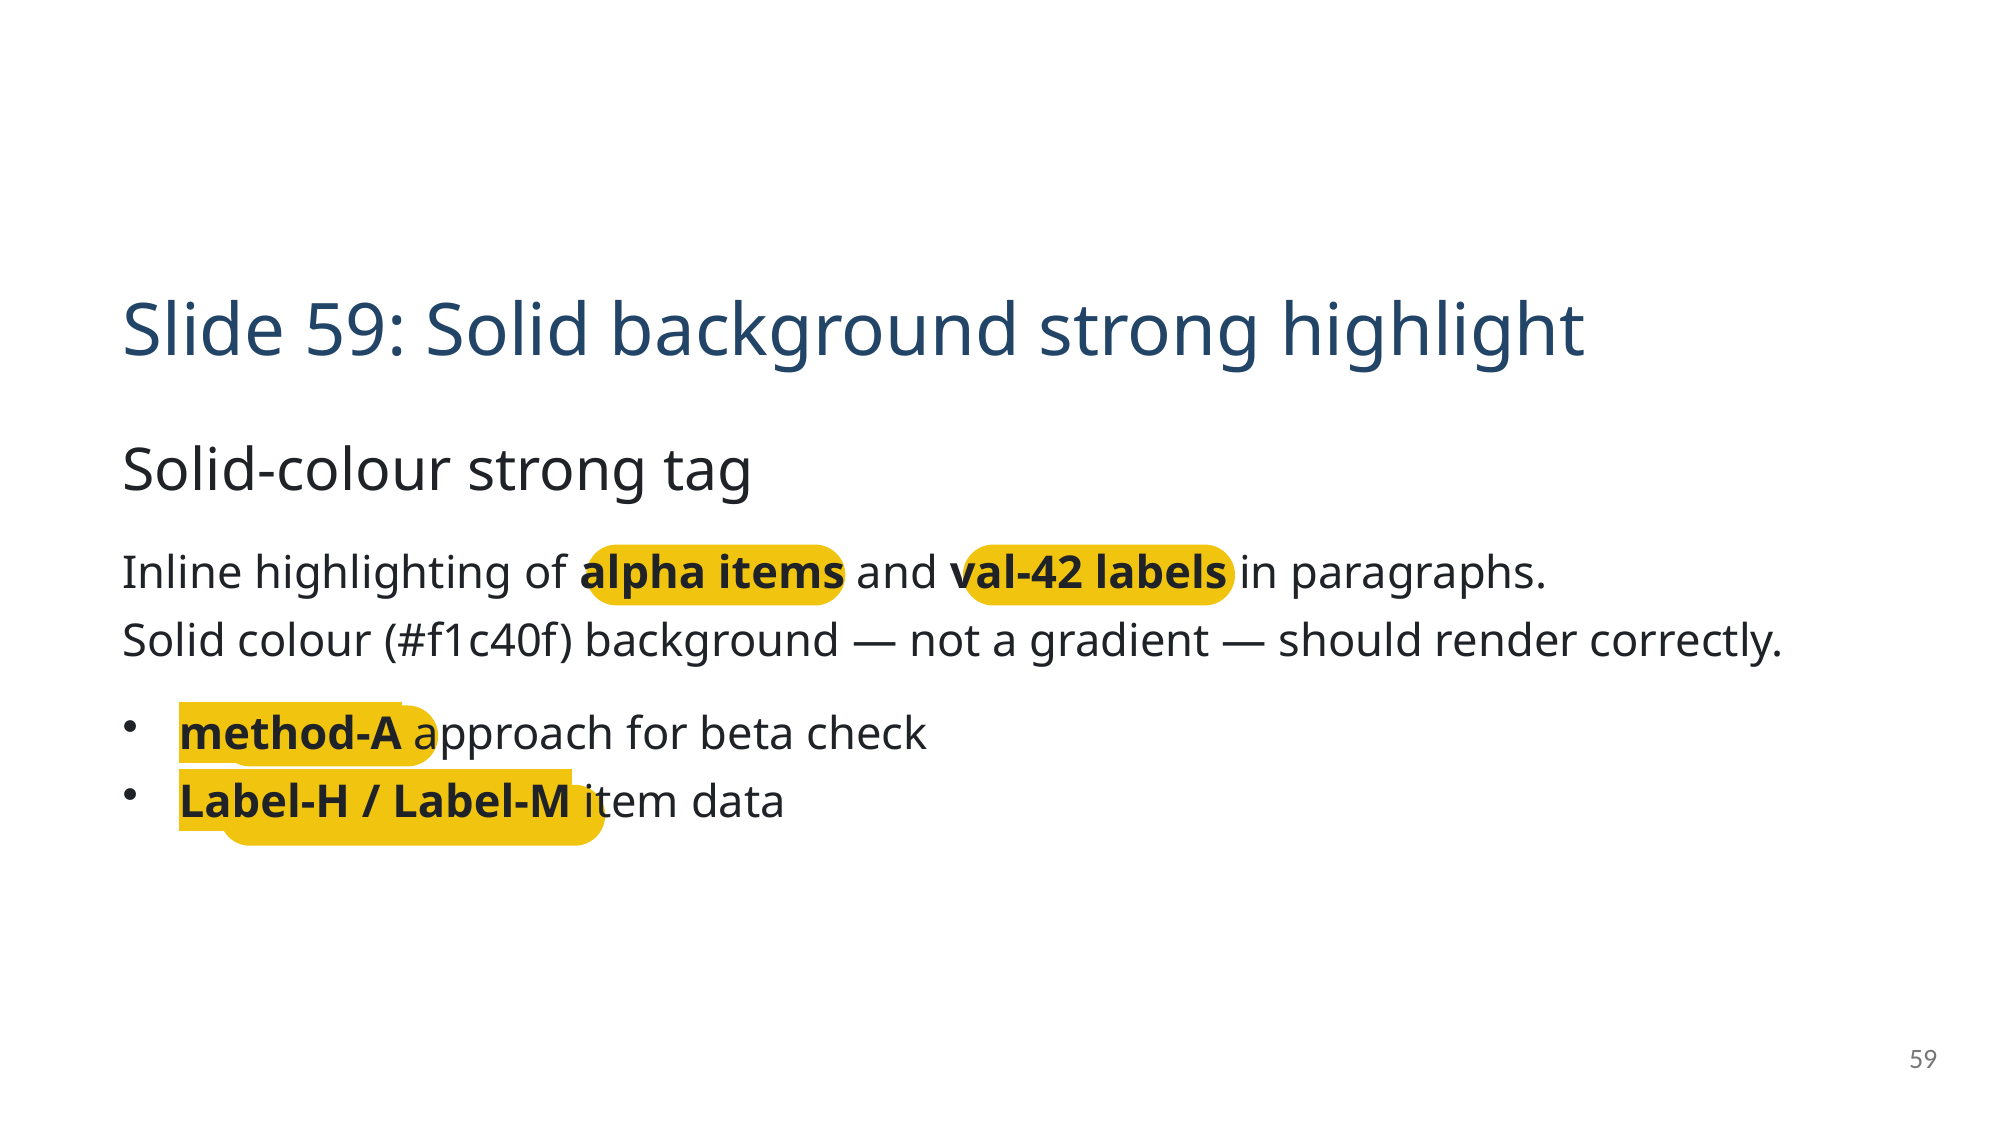 Slide 59: Solid background strong highlight
Solid-colour strong tag
Inline highlighting of alpha items and val-42 labels in paragraphs.
Solid colour (#f1c40f) background — not a gradient — should render correctly.
• method-A approach for beta check
• Label-H / Label-M item data
59